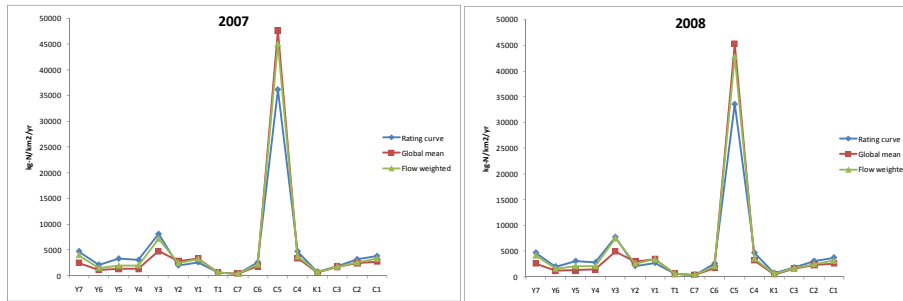 2007
50000
45000
40000
35000
30000
25000
20000
15000
10000
5000
0
kg-N/km2/yr
Y7 Y6 Y5 Y4 Y3 Y2 Y1 T1 C7 C6 C5 C4 K1 C3 C2 C1
Rating curve
Global mean
Flow weighted
2008
50000
45000
40000
35000
30000
25000
20000
15000
10000
5000
0
kg-N/km2/yr
Y7 Y6 Y5 Y4 Y3 Y2 Y1 T1 C7 C6 C5 C4 K1 C3 C2 C1
Rating curve
Global mean
Flow weighte